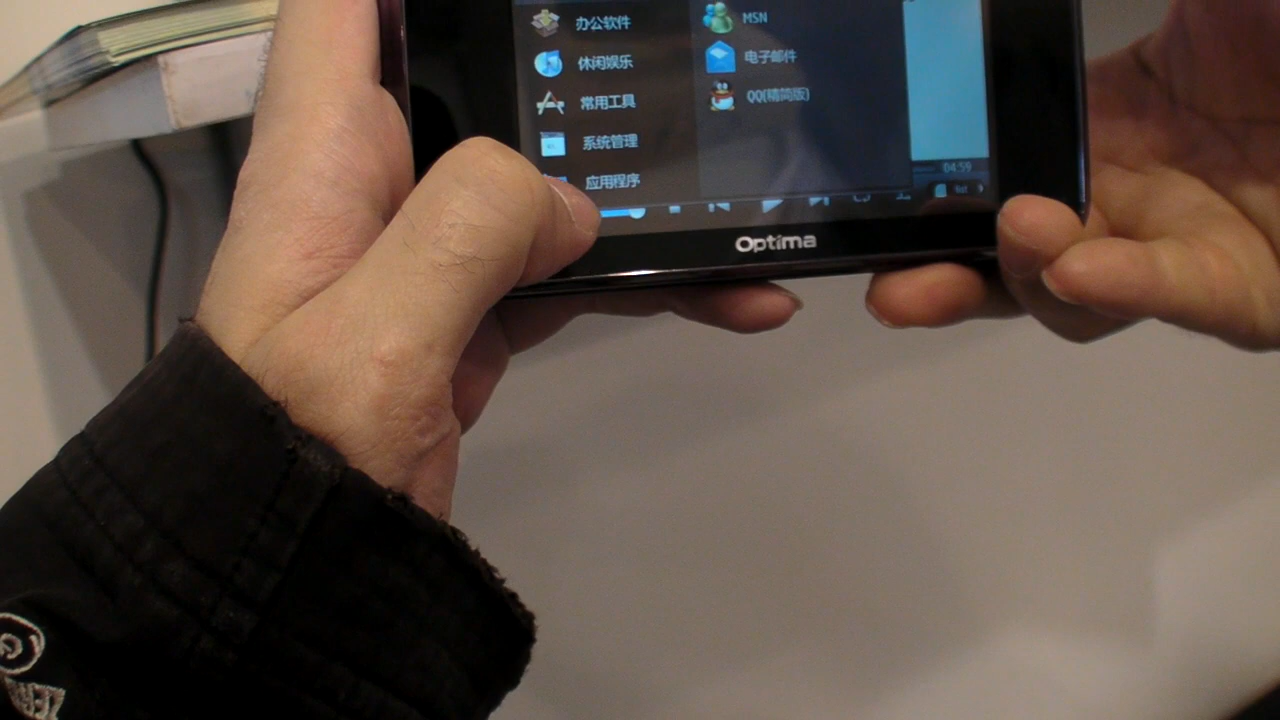 办公软件
休闲娱乐
常用工具
系统管理
应用程序
MSN
电子邮件
QQ(精简版)
04:59
Optima